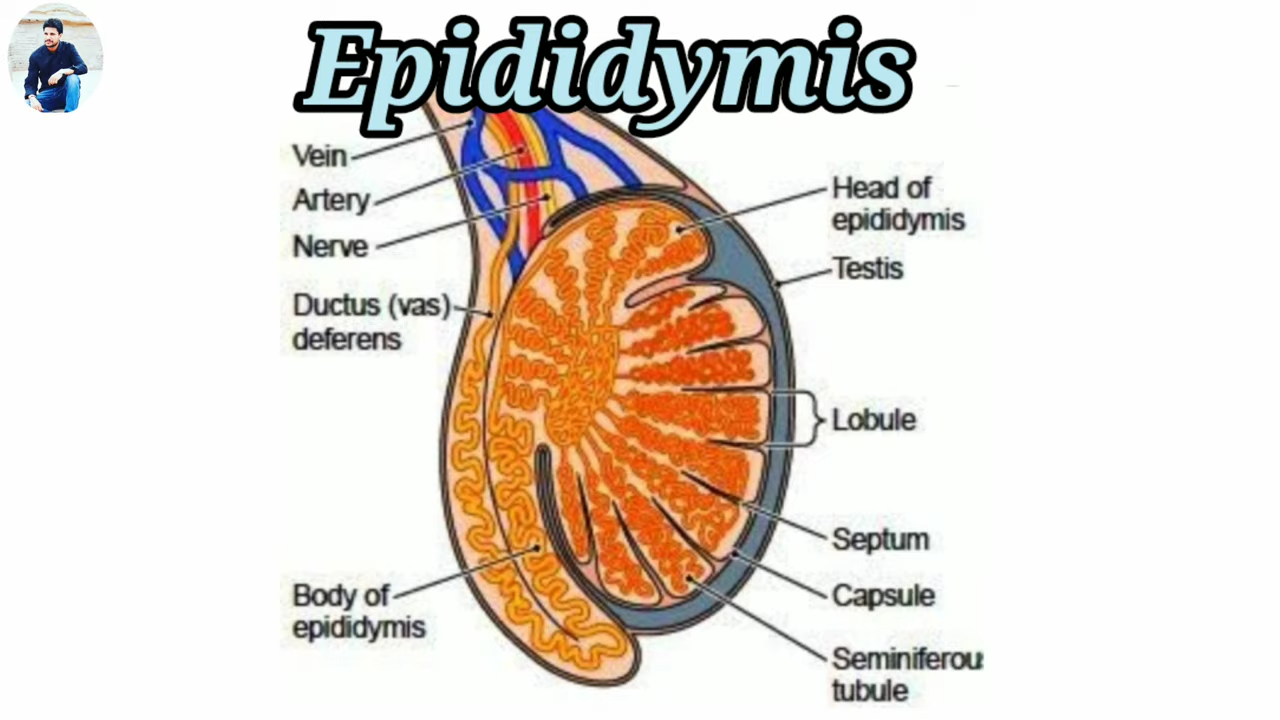 Epididymis
Vein
Artery
Nerve
Ductus (vas)
deferens
Body of
epididymis
Head of
epididymis
Testis
Lobule
Septum
Capsule
Seminiferou
tubule